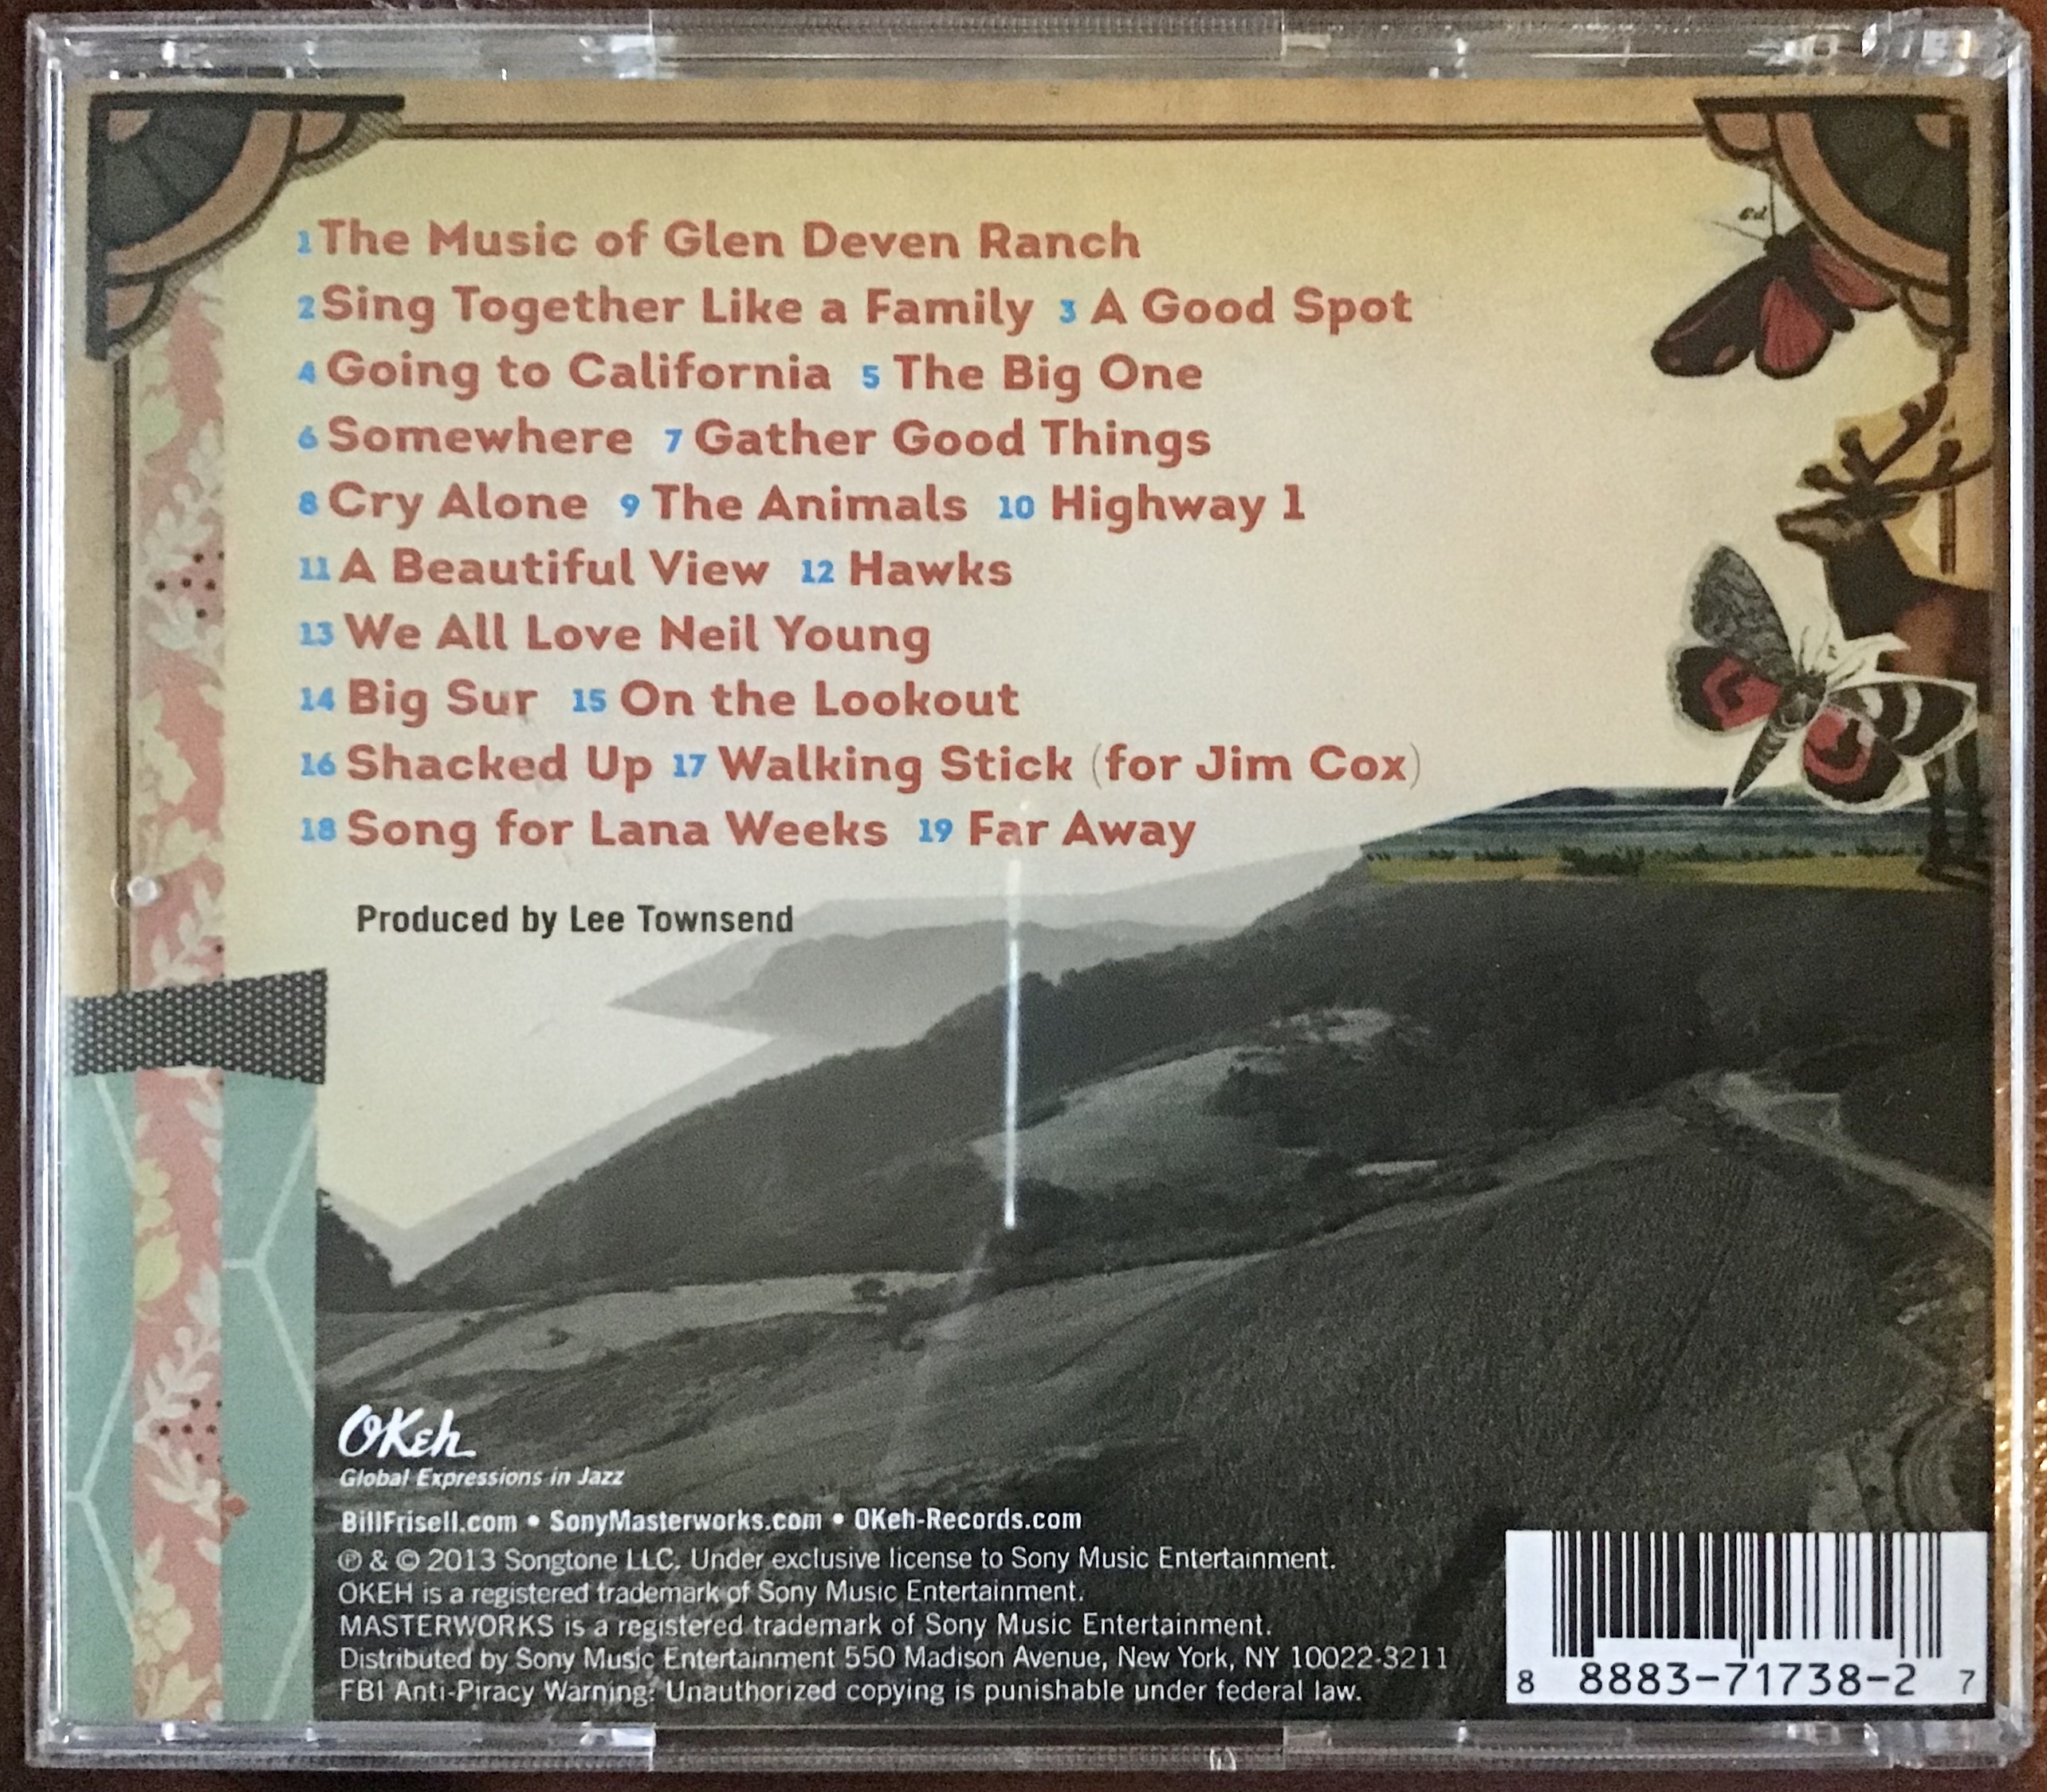 1 The Music of Glen Deven Ranch
2 Sing Together Like a Family 3 A Good Spot
4 Going to California 5 The Big One
6 Somewhere 7 Gather Good Things
8 Cry Alone 9 The Animals 10 Highway 1
11 A Beautiful View 12 Hawks
13 We All Love Neil Young
14 Big Sur 15 On the Lookout
16 Shacked Up 17 Walking Stick (for Jim Cox)
18 Song for Lana Weeks 19 Far Away
Produced by Lee Townsend
OKeh
Global Expressions in Jazz
BillFrisell.com • SonyMasterworks.com • OKeh-Records.com
℗ & © 2013 Songtone LLC. Under exclusive license to Sony Music Entertainment.
OKEH is a registered trademark of Sony Music Entertainment.
MASTERWORKS is a registered trademark of Sony Music Entertainment.
Distributed by Sony Music Entertainment 550 Madison Avenue, New York, NY 10022-3211
FBI Anti-Piracy Warning: Unauthorized copying is punishable under federal law.
8 8883-71738-2 7